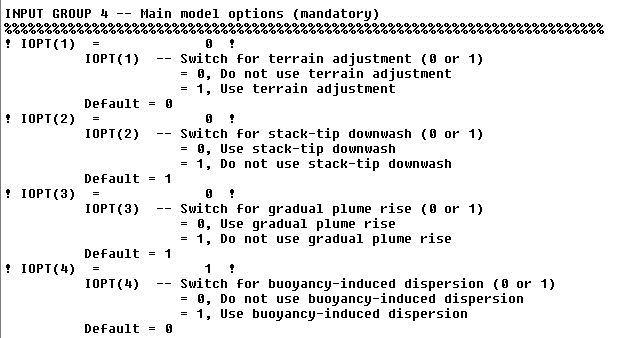 INPUT GROUP 4 -- Main model options (mandatory)
%%%%%%%%%%%%%%%%%%%%%%%%%%%%%%%%%%%%%%%%%%%%%%%%%%%%%%%%%%%%%%%%%%%%%%%%%%%%%
! IOPT(1)  =             0  !
          IOPT(1)  -- Switch for terrain adjustment (0 or 1)
                      = 0, Do not use terrain adjustment
                      = 1, Use terrain adjustment
          Default = 0
! IOPT(2)  =             0  !
          IOPT(2)  -- Switch for stack-tip downwash (0 or 1)
                      = 0, Use stack-tip downwash
                      = 1, Do not use stack-tip downwash
          Default = 1
! IOPT(3)  =             0  !
          IOPT(3)  -- Switch for gradual plume rise (0 or 1)
                      = 0, Use gradual plume rise
                      = 1, Do not use gradual plume rise
          Default = 1
! IOPT(4)  =             1  !
          IOPT(4)  -- Switch for buoyancy-induced dispersion (0 or 1)
                      = 0, Do not use buoyancy-induced dispersion
                      = 1, Use buoyancy-induced dispersion
          Default = 0